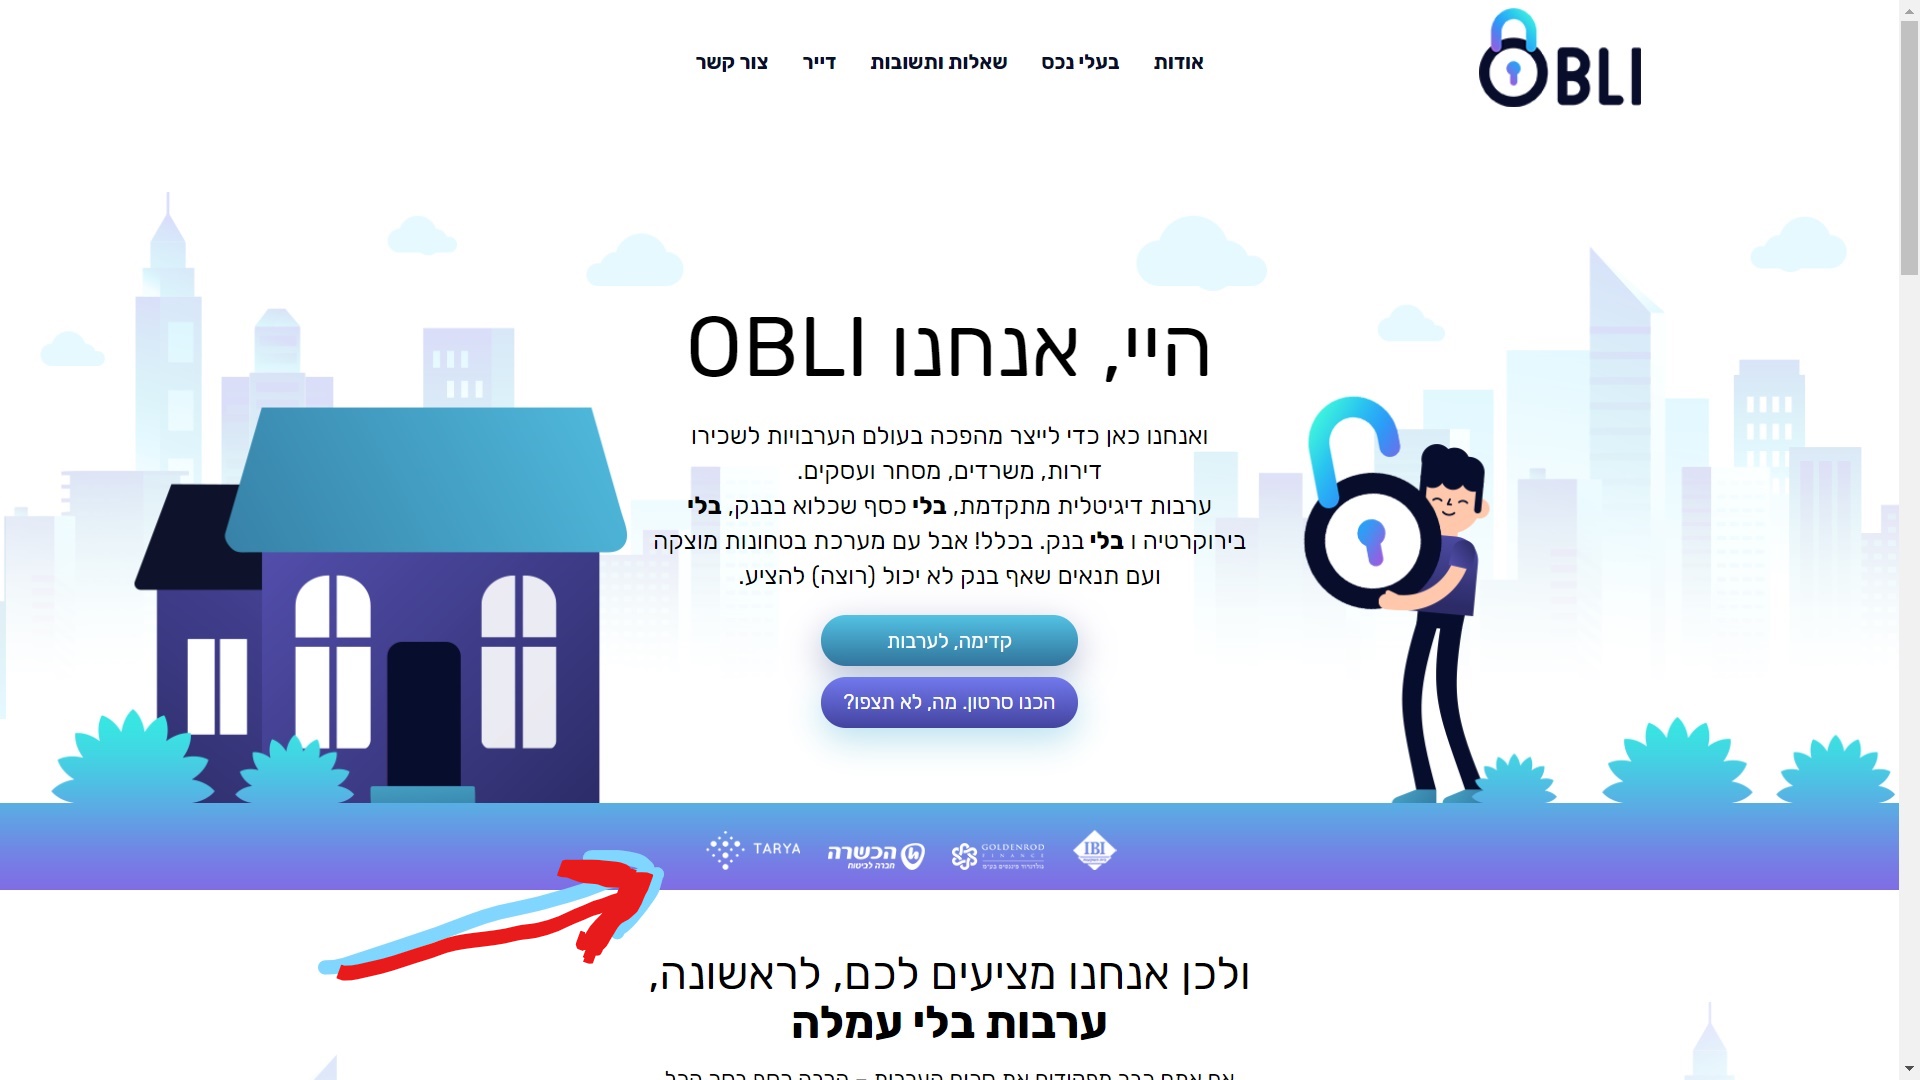 OBLI
אודות בעלי נכס שאלות ותשובות דייר צור קשר
היי, אנחנו OBLI
ואנחנו כאן כדי לייצר מהפכה בעולם הערבויות לשכירו
דירות, משרדים, מסחר ועסקים.
ערבות דיגיטלית מתקדמת, בלי כסף שכלוא בבנק, בלי
בירוקרטיה ו בלי בנק. בכלל! אבל עם מערכת בטחונות מוצקה
ועם תנאים שאף בנק לא יכול (רוצה) להציע.
קדימה, לערבות
הכנו סרטון. מה, לא תצפו?
IBI
GOLDENROD
FINANCE
גולדנרוד פיננסים בע״מ
הכשרה
חברה לביטוח
TARYA
ולכן אנחנו מציעים לכם, לראשונה,
ערבות בלי עמלה